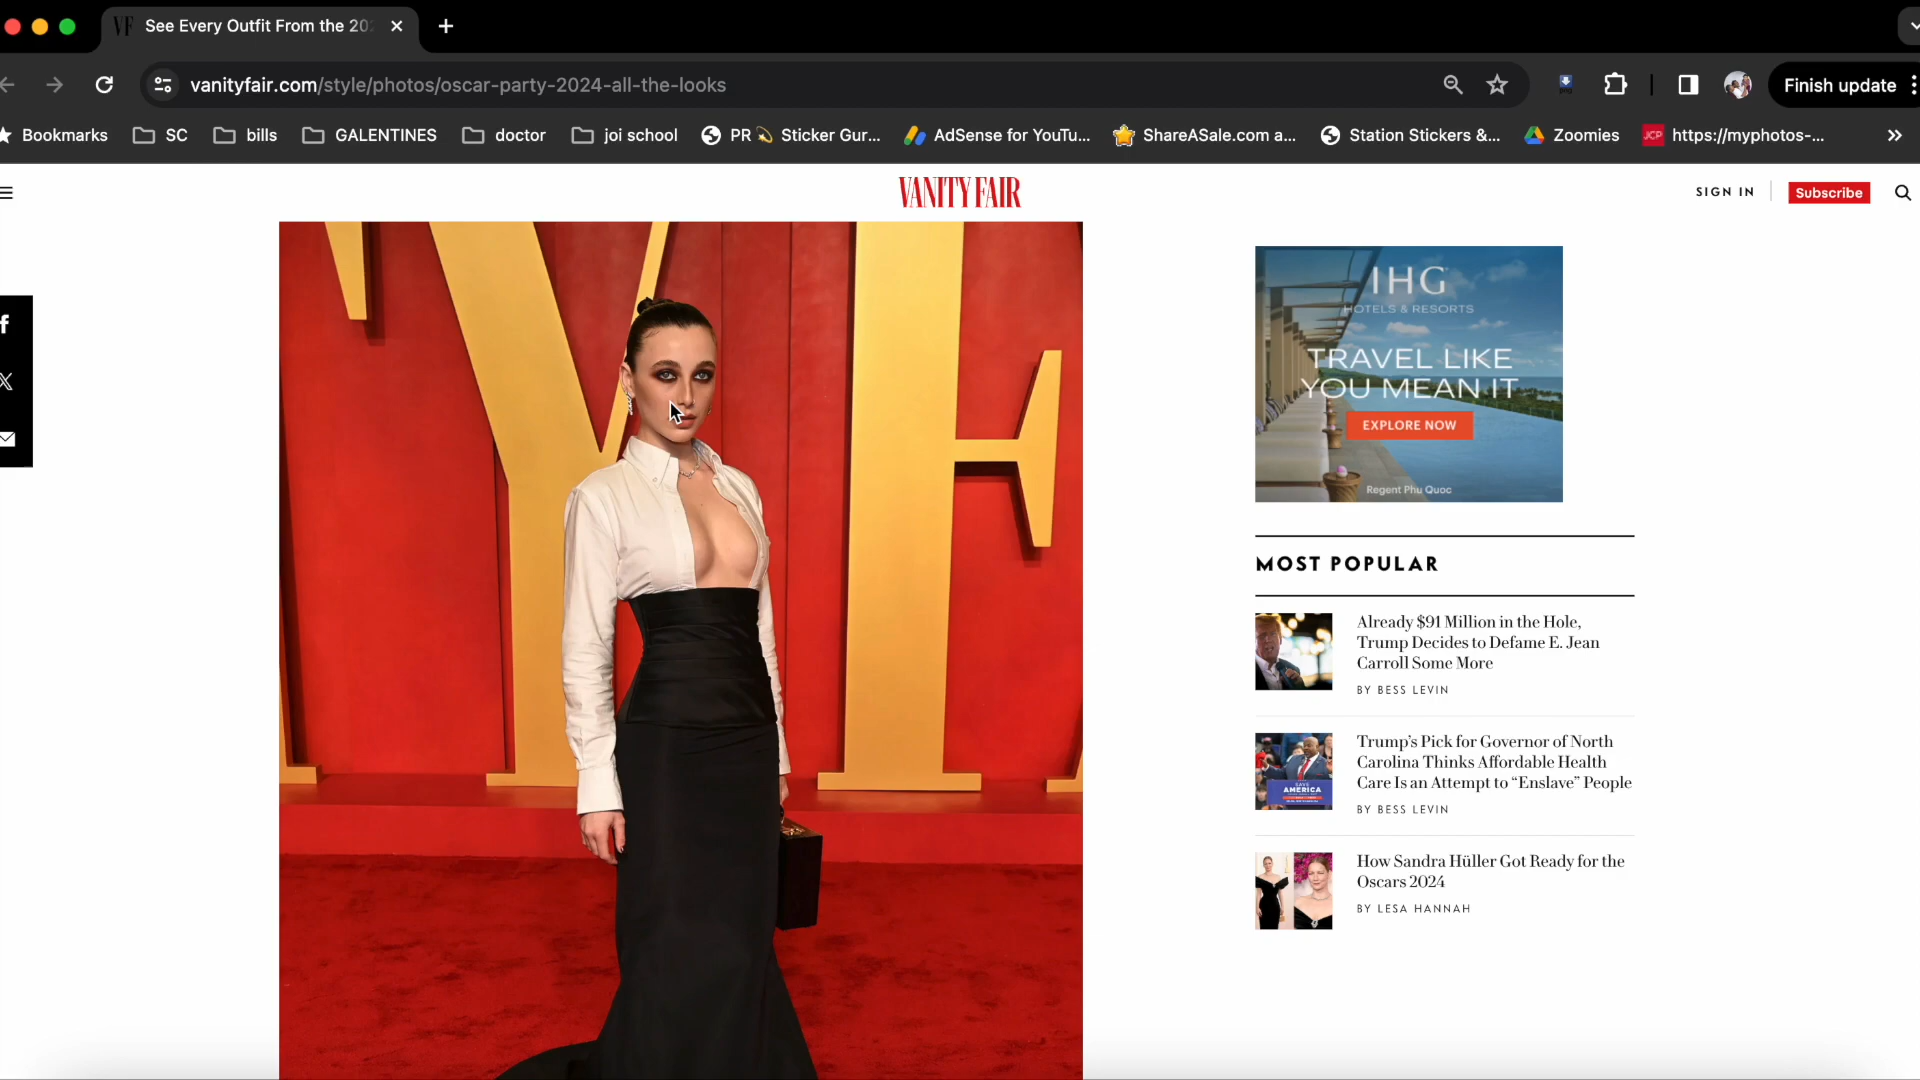 See Every Outfit From the 20
vanityfair.com/style/photos/oscar-party-2024-all-the-looks
Finish update
Bookmarks SC bills GALENTINES doctor joi school PR 💫 Sticker Gur... AdSense for YouTu... ShareASale.com a... Station Stickers &... Zoomies JCP https://myphotos-... »
VANITY FAIR
SIGN IN
Subscribe
IHG
HOTELS & RESORTS
TRAVEL LIKE
YOU MEAN IT
EXPLORE NOW
Regent Phu Quoc
MOST POPULAR
Already $91 Million in the Hole,
Trump Decides to Defame E. Jean
Carroll Some More
BY BESS LEVIN
Trump's Pick for Governor of North
Carolina Thinks Affordable Health
Care Is an Attempt to “Enslave” People
BY BESS LEVIN
AMERICA
How Sandra Hüller Got Ready for the
Oscars 2024
BY LESA HANNAH